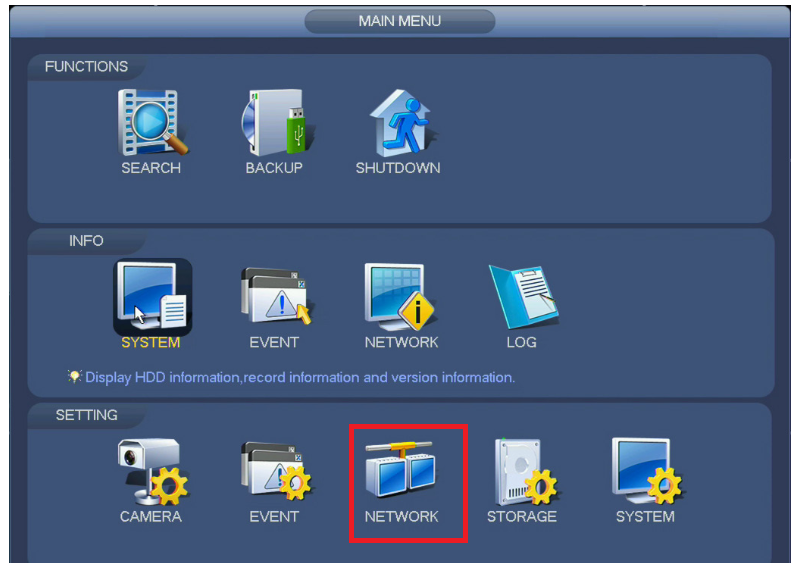 MAIN MENU
FUNCTIONS
SEARCH BACKUP SHUTDOWN
INFO
SYSTEM EVENT NETWORK LOG
Display HDD information,record information and version information.
SETTING
CAMERA EVENT NETWORK STORAGE SYSTEM